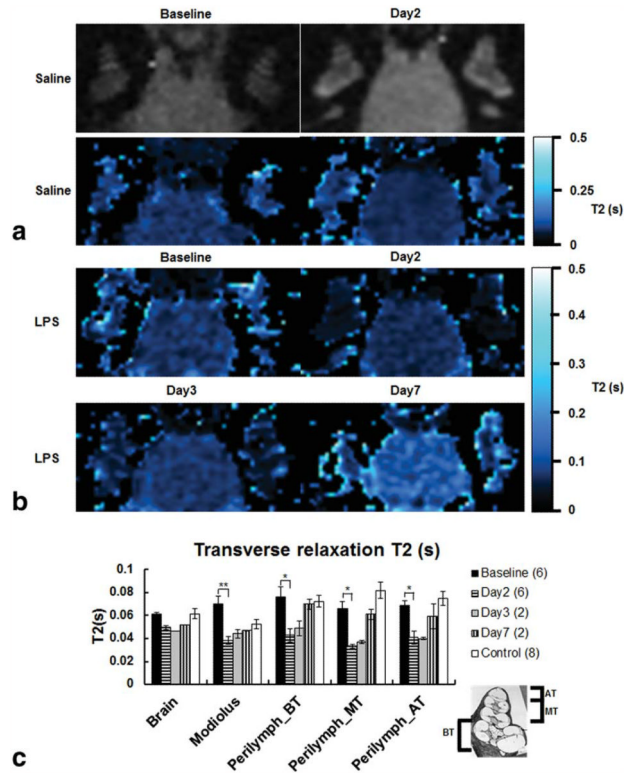 Baseline Day2
Saline
Saline
0.5
0.25
T2 (s)
0
a
Baseline Day2
LPS
0.5
0.4
0.3
T2 (s)
0.2
0.1
0
Day3 Day7
LPS
b
Transverse relaxation T2 (s)
T2(s)
0.1
0.08
0.06
0.04
0.02
0
** * * *
Baseline (6)
Day2 (6)
Day3 (2)
Day7 (2)
Control (8)
Brain
Modiolus
Perilymph_BT
Perilymph_MT
Perilymph_AT
AT
MT
BT
c